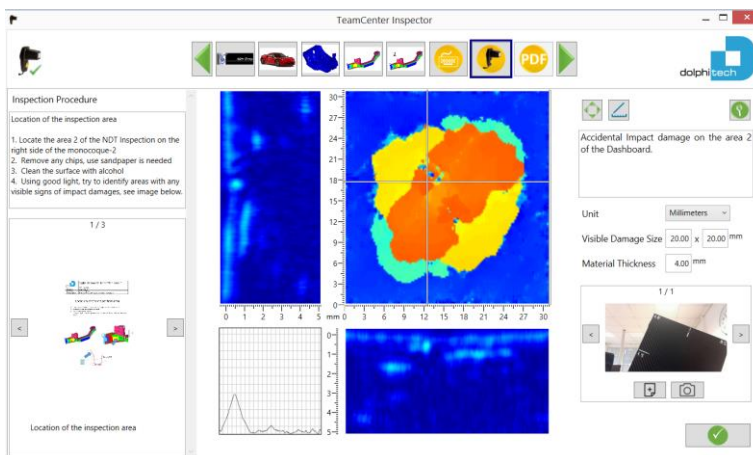 TeamCenter Inspector
PDF
dolphitech
Inspection Procedure
Location of the inspection area
1. Locate the area 2 of the NDT Inspection on the
right side of the monocoque-2
2. Remove any chips, use sandpaper is needed
3. Clean the surface with alcohol
4. Using good light, try to identify areas with any
visible signs of impact damages, see image below.
1 / 3
<
>
Location of the inspection area
30
27
24
21
18
15
12
9
6
3
0
0 1 2 3 4 5 mm 0 3 6 9 12 15 18 21 24 27 30
0
1
2
3
4
5
Accidental Impact damage on the area 2
of the Dashboard.
Unit Millimeters
Visible Damage Size 20.00 x 20.00 mm
Material Thickness 4.00 mm
1 / 1
<
>